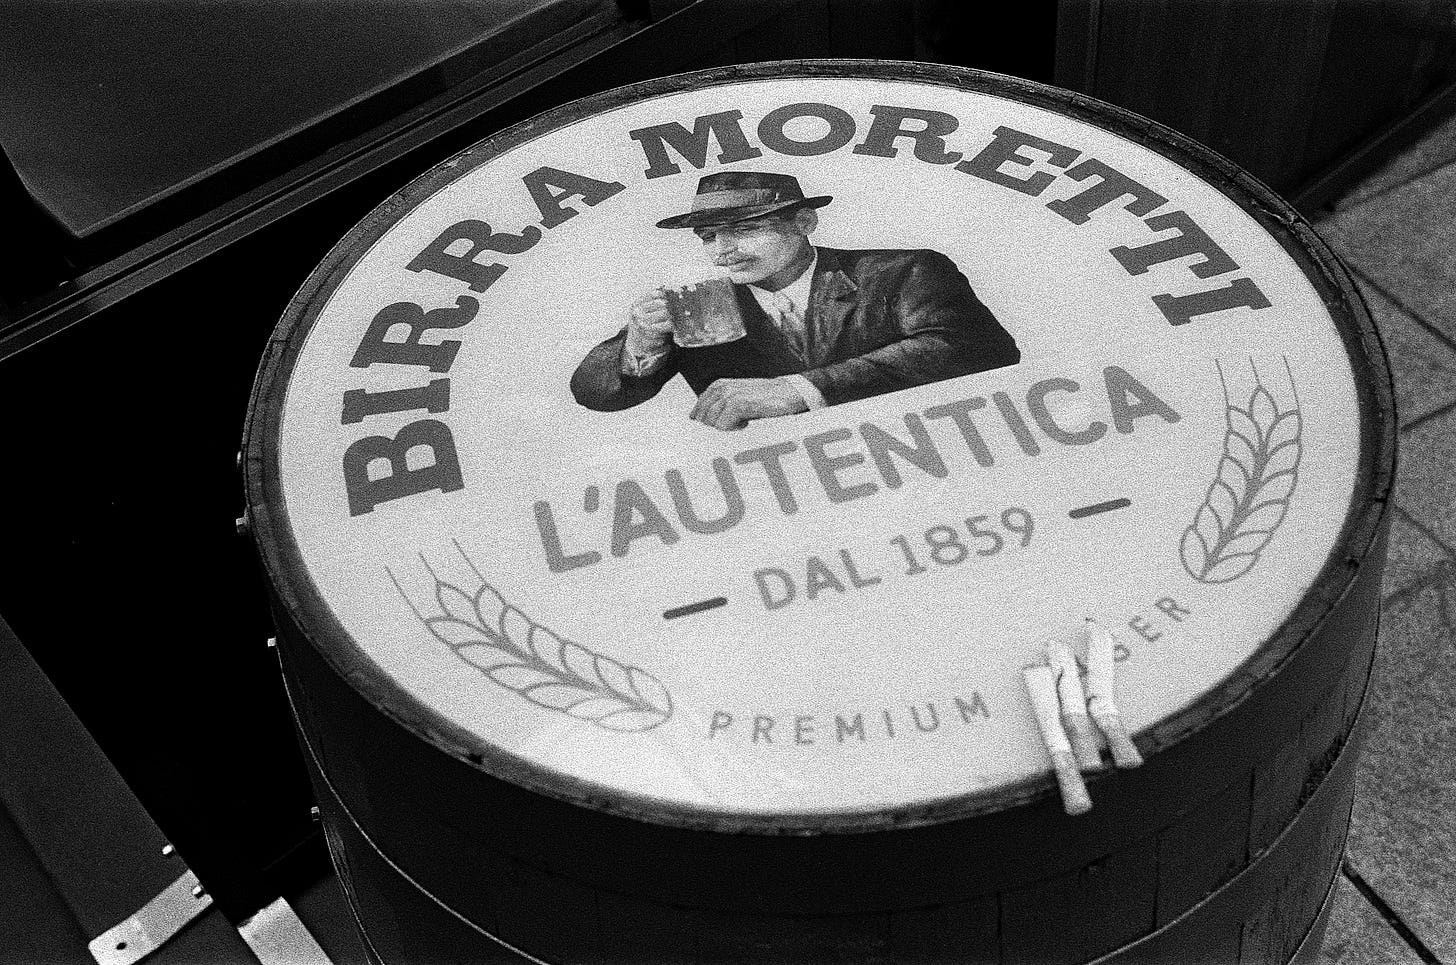 BIRRA MORETTI
L'AUTENTICA
DAL 1859
PREMIUM